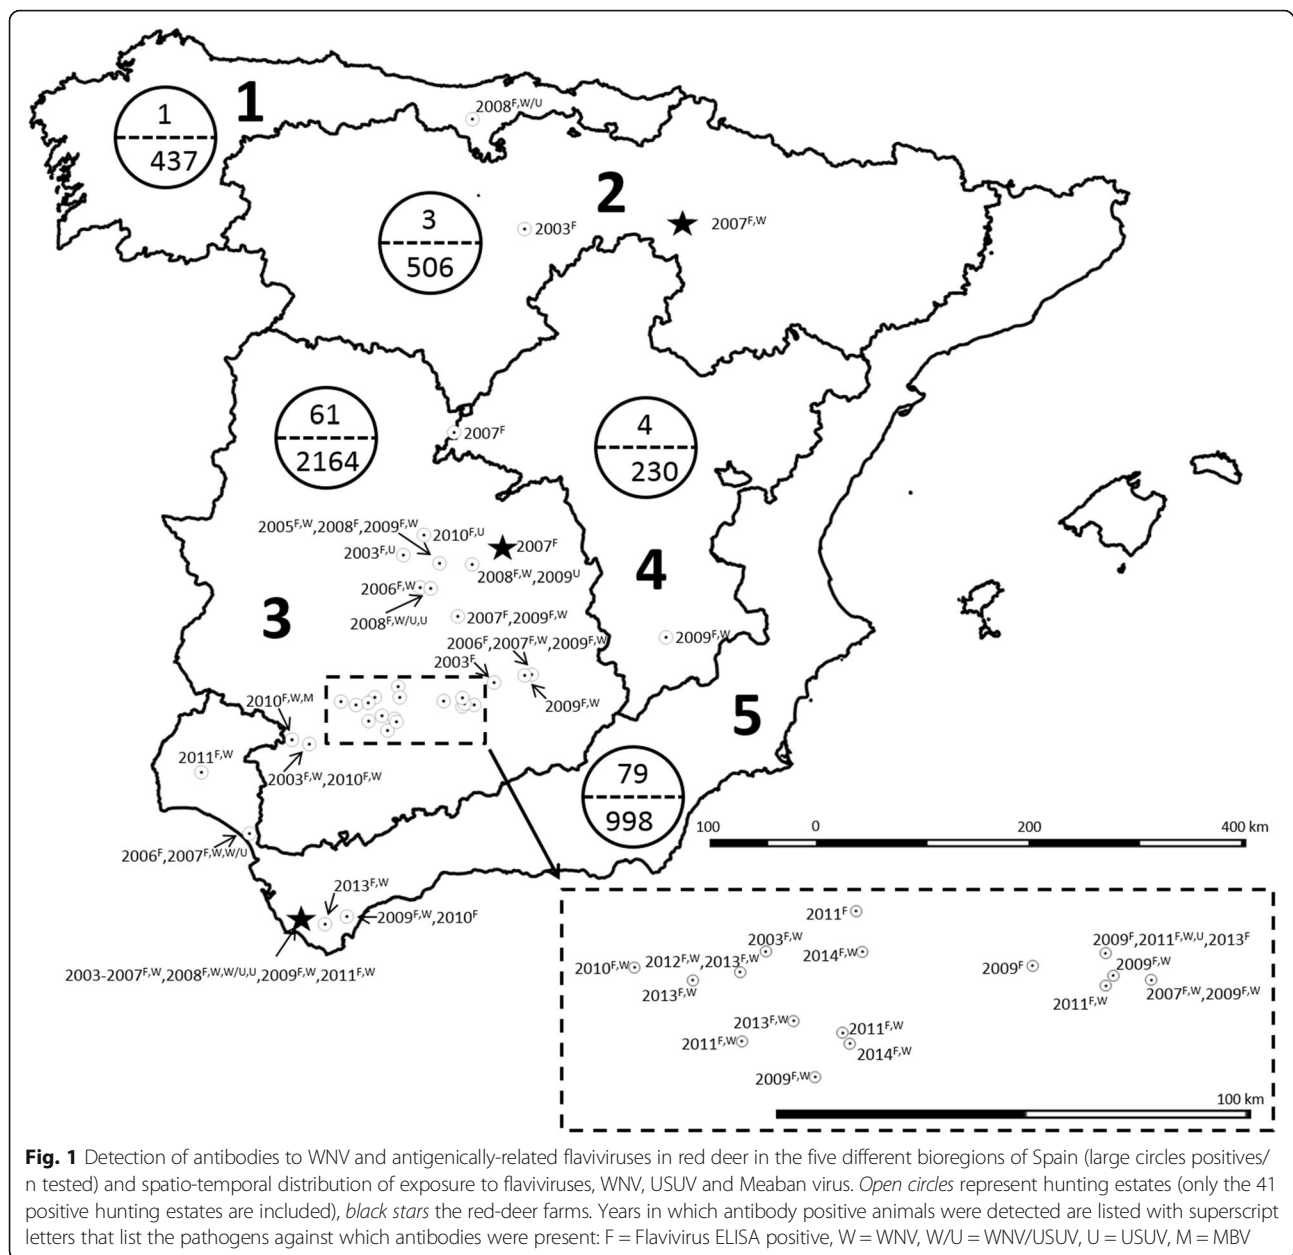 1
1
437
2008F,W/U
2
3
506
2003F
2007F,W
61
2164
4
230
2007F
2005F,W,2008F,2009F,W
2010F,U
2003F,U
2007F
2008F,W,2009U
2006F,W
2008F,W/U,U
4
3
2007F,2009F,W
2006F,2007F,W,2009F,W
2009F,W
2003F
2009F,W
2010F,W,M
5
2011F,W
2003F,W,2010F,W
79
998
100 0 200 400 km
2006F,2007F,W,W/U
2013F,W
2009F,W,2010F
2003-2007F,W,2008F,W,W/U,U,2009F,W,2011F,W
2011F
2003F,W
2009F,2011F,W,U,2013F
2010F,W
2012F,W,2013F,W
2014F,W
2009F
2009F,W
2013F,W
2011F,W
2007F,W,2009F,W
2013F,W
2011F,W
2011F,W
2014F,W
2009F,W
100 km
Fig. 1 Detection of antibodies to WNV and antigenically-related flaviviruses in red deer in the five different bioregions of Spain (large circles positives/
n tested) and spatio-temporal distribution of exposure to flaviviruses, WNV, USUV and Meaban virus. Open circles represent hunting estates (only the 41
positive hunting estates are included), black stars the red-deer farms. Years in which antibody positive animals were detected are listed with superscript
letters that list the pathogens against which antibodies were present: F = Flavivirus ELISA positive, W = WNV, W/U = WNV/USUV, U = USUV, M = MBV